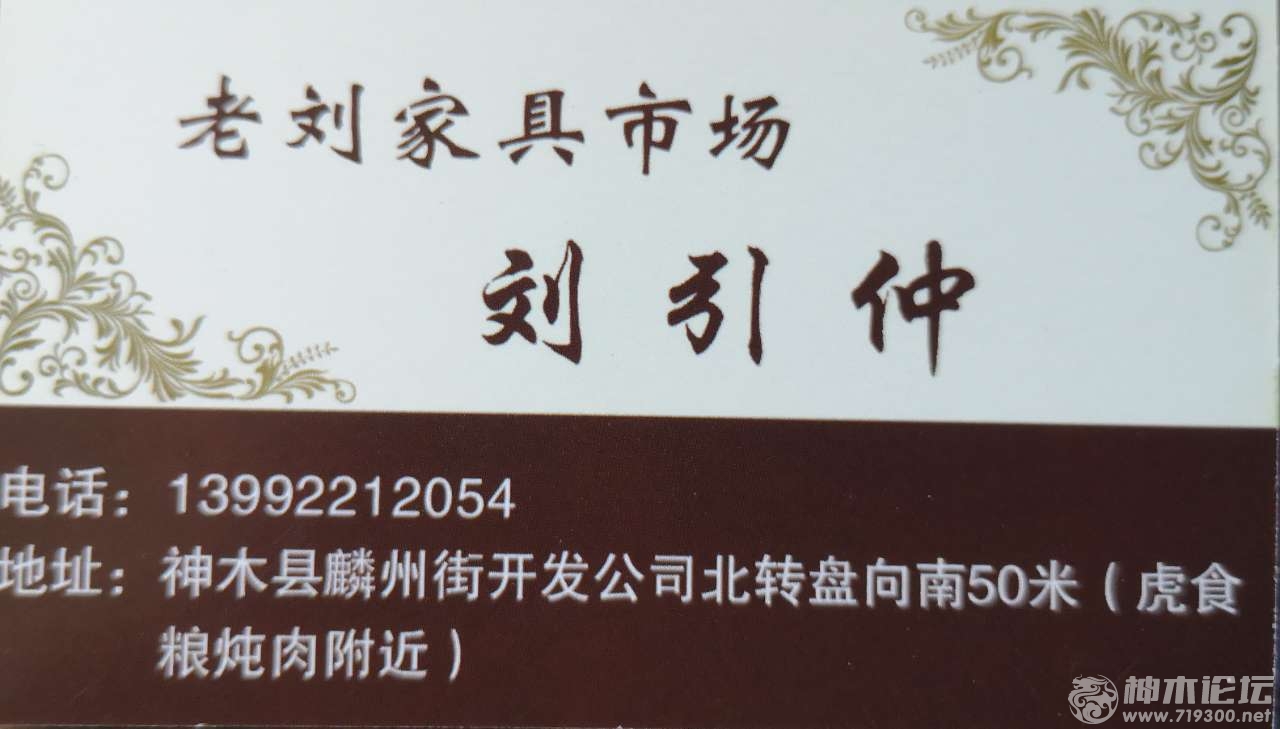 老刘家具市场
刘引仲
电话：13992212054
地址：神木县麟州街开发公司北转盘向南50米（虎食
粮炖肉附近）
神木论坛
www.719300.net